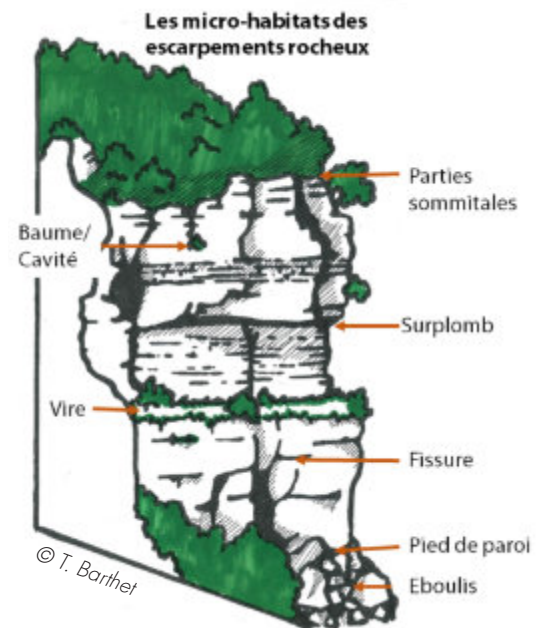 Les micro-habitats des
escarpements rocheux
Parties
sommitales
Baume/
Cavité
Surplomb
Vire
Fissure
Pied de paroi
Eboulis
© T. Barthet